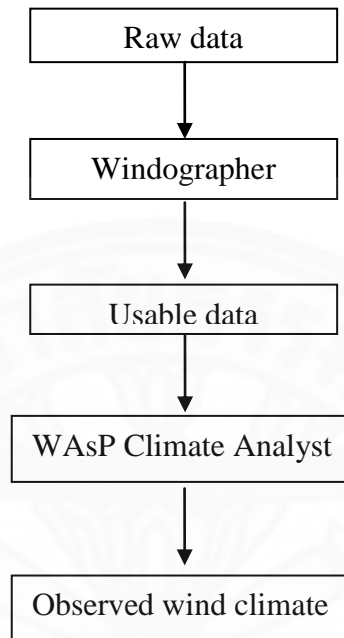 Raw data
Windographer
Usable data
WAsP Climate Analyst
Observed wind climate